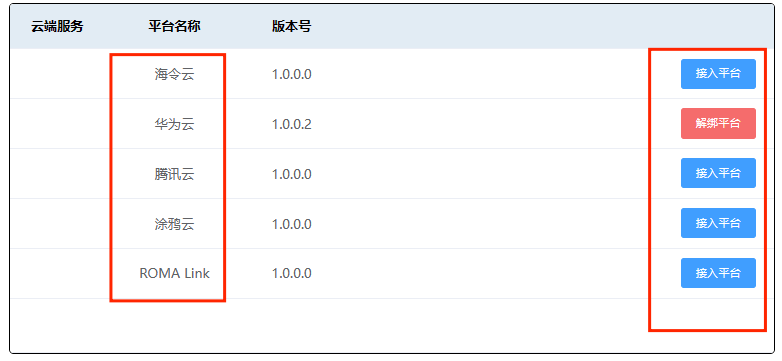 云端服务 平台名称 版本号
海令云 1.0.0.0 接入平台
华为云 1.0.0.2 解绑平台
腾讯云 1.0.0.0 接入平台
涂鸦云 1.0.0.0 接入平台
ROMA Link 1.0.0.0 接入平台